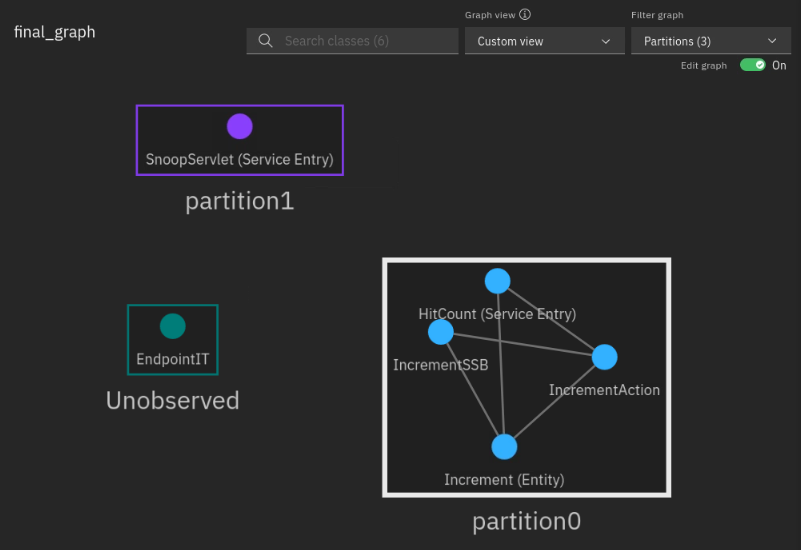 final_graph
Graph view
Filter graph
Search classes (6)
Custom view
Partitions (3)
Edit graph
On
SnoopServlet (Service Entry)
partition1
HitCount (Service Entry)
IncrementSSB
IncrementAction
Increment (Entity)
partition0
EndpointIT
Unobserved